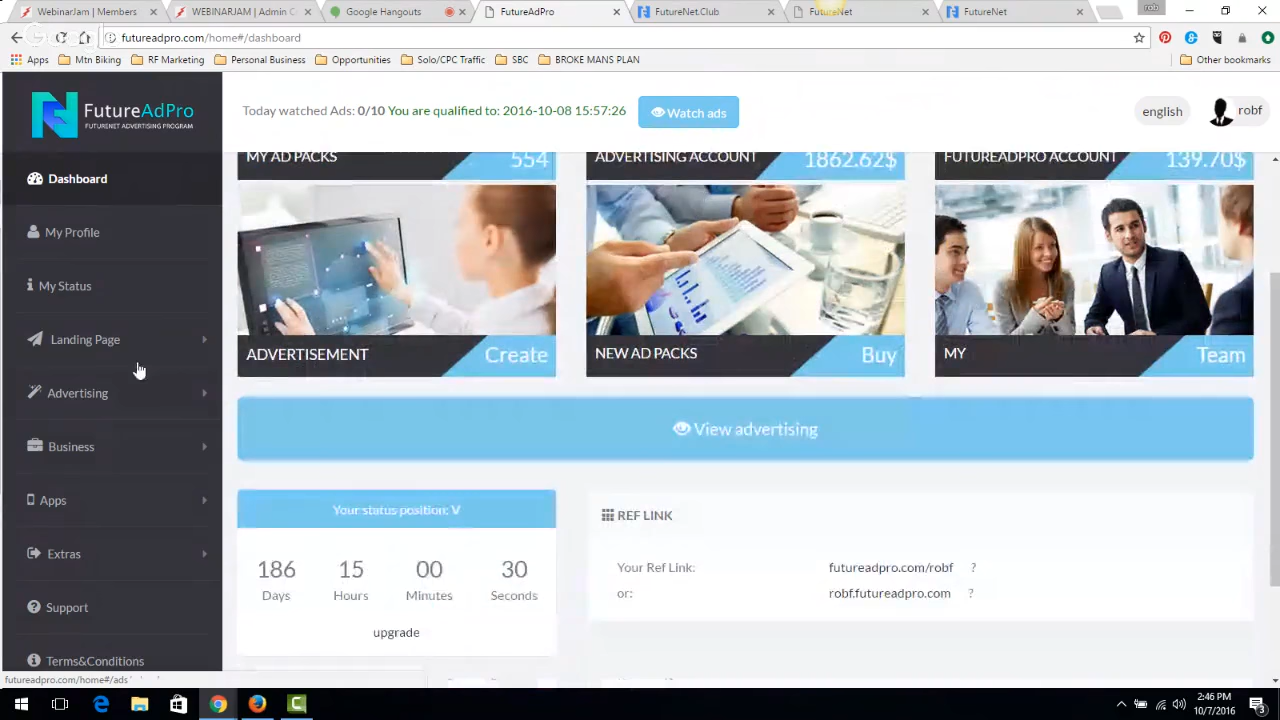 WebinarJam | Members
WEBINARJAM | Admin C
Google Hangouts
FutureAdPro
FutureNet.Club
FutureNet
FutureNet
rob
futureadpro.com/home#/dashboard
Apps
Mtn Biking
RF Marketing
Personal Business
Opportunities
Solo/CPC Traffic
SBC
BROKE MANS PLAN
Other bookmarks
FutureAdPro
FUTURENET ADVERTISING PROGRAM
Today watched Ads: 0/10 You are qualified to: 2016-10-08 15:57:26
Watch ads
english
robf
Dashboard
My Profile
My Status
Landing Page
Advertising
Business
Apps
Extras
Support
Terms&Conditions
MY AD PACKS 554
ADVERTISING ACCOUNT 1862.62$
FUTUREADPRO ACCOUNT 139.70$
ADVERTISEMENT Create
NEW AD PACKS Buy
MY Team
View advertising
Your status position: V
186 15 00 30
Days Hours Minutes Seconds
upgrade
REF LINK
Your Ref Link: futureadpro.com/robf ?
or: robf.futureadpro.com ?
futureadpro.com/home#/ads
2:46 PM
10/7/2016
3